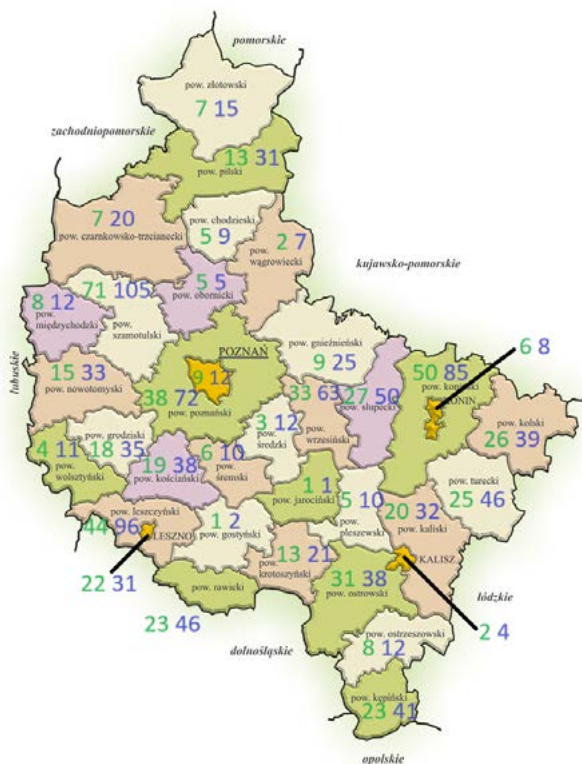 pomorskie
pow. złotowski
7 15
zachodniopomorskie
13 31
pow. pilski
7 20
pow. czarnkowsko-trzcianecki
pow. chodzieski
5 9
2 7
pow. wągrowiecki
kujawsko-pomorskie
8 12
pow. międzychodzki
71 105
pow. szamotulski
5 5
pow. obornicki
lubuskie
15 33
pow. nowotomyski
POZNAŃ
9 12
38 72
pow. poznański
pow. gnieźnieński
9 25
33 63
pow. wrzesiński
27 50
pow. słupecki
50 85
pow. koniński
KONIN
6 8
26 39
pow. kolski
4 11
pow. wolsztyński
pow. grodziski
18 35
19 38
pow. kościański
6 10
pow. śremski
3 12
pow. średzki
1 1
pow. jarociński
5 10
pow. pleszewski
20 32
pow. kaliski
pow. turecki
25 46
pow. leszczyński
44 96
LESZNO
22 31
1 2
pow. gostyński
13 21
pow. krotoszyński
31 38
pow. ostrowski
KALISZ
2 4
pow. rawicki
23 46
łódzkie
dolnośląskie
pow. ostrzeszowski
8 12
pow. kępiński
23 41
opolskie